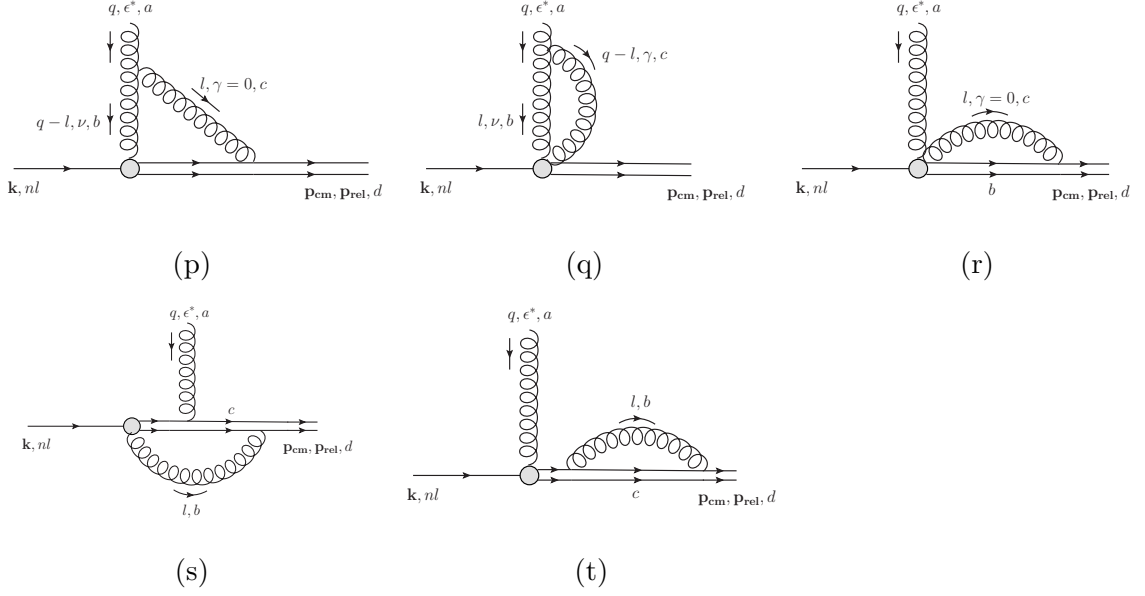 q, ϵ*, a
l, γ = 0, c
q − l, ν, b
k, nl
p_cm, p_rel, d
(p)
q, ϵ*, a
q − l, γ, c
l, ν, b
k, nl
p_cm, p_rel, d
(q)
q, ϵ*, a
l, γ = 0, c
k, nl
b
p_cm, p_rel, d
(r)
q, ϵ*, a
c
k, nl
p_cm, p_rel, d
l, b
(s)
q, ϵ*, a
l, b
k, nl
c
p_cm, p_rel, d
(t)